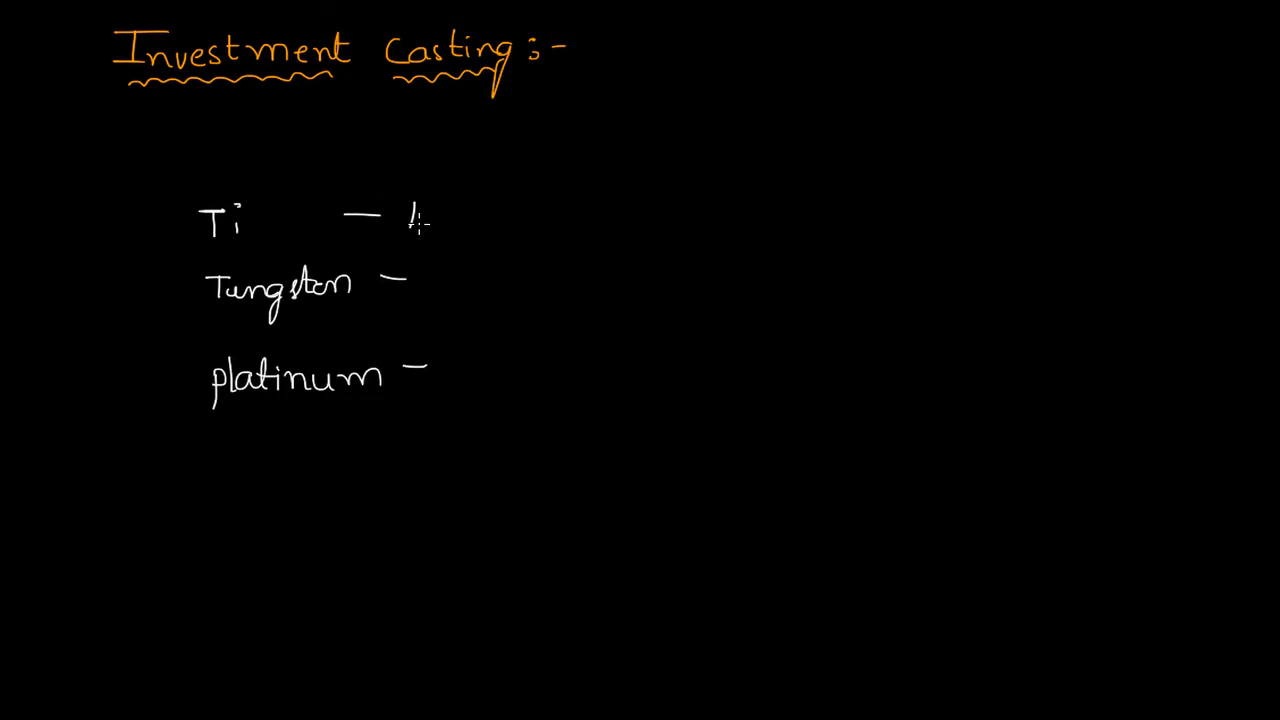 Investment Casting :-
Ti —
Tungsten -
platinum -